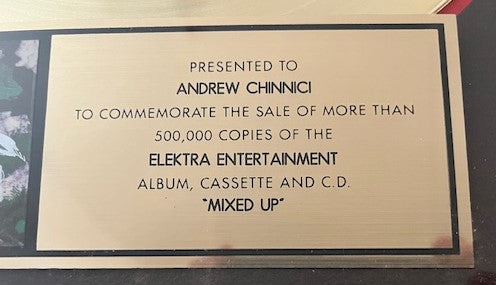 PRESENTED TO
ANDREW CHINNICI
TO COMMEMORATE THE SALE OF MORE THAN
500,000 COPIES OF THE
ELEKTRA ENTERTAINMENT
ALBUM, CASSETTE AND C.D.
"MIXED UP"